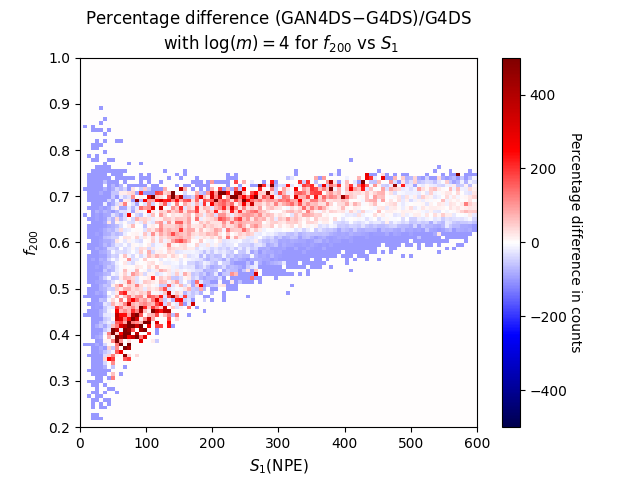 Percentage difference (GAN4DS−G4DS)/G4DS
with log(m) = 4 for f200 vs S1
1.0
0.9
0.8
0.7
0.6
0.5
0.4
0.3
0.2
f200
0 100 200 300 400 500 600
S1(NPE)
400
200
0
−200
−400
Percentage difference in counts